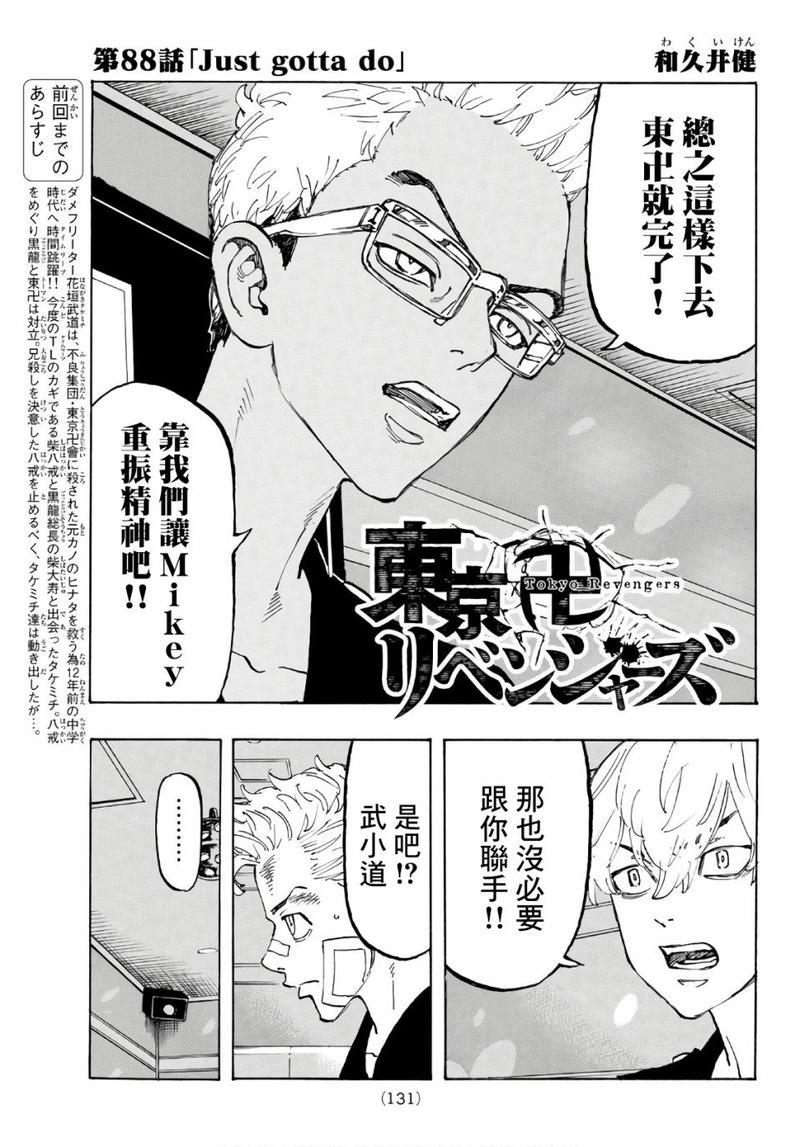 第88話「Just gotta do」
和久井健
わくいけん
前回までの
ぜんかい
あらすじ
ダメフリーター花垣武道は、不良集団・東京卍會に殺された元カノのヒナタを救う為12年前の中学
時代へ時間跳躍!!今度のTLのカギである柴八戒と黒龍総長の柴大寿と出会ったタケミチ。八戒
をめぐり黒龍と東卍は対立。兄殺しを決意した八戒を止めるべく、タケミチ達は動き出したが…。
總之這樣下去
東卍就完了!
靠我們讓Mikey
重振精神吧!!
東京卍
Tokyo Revengers
リベンジャーズ
那也沒必要
跟你聯手!!
是吧!?
武小道
………
(131)